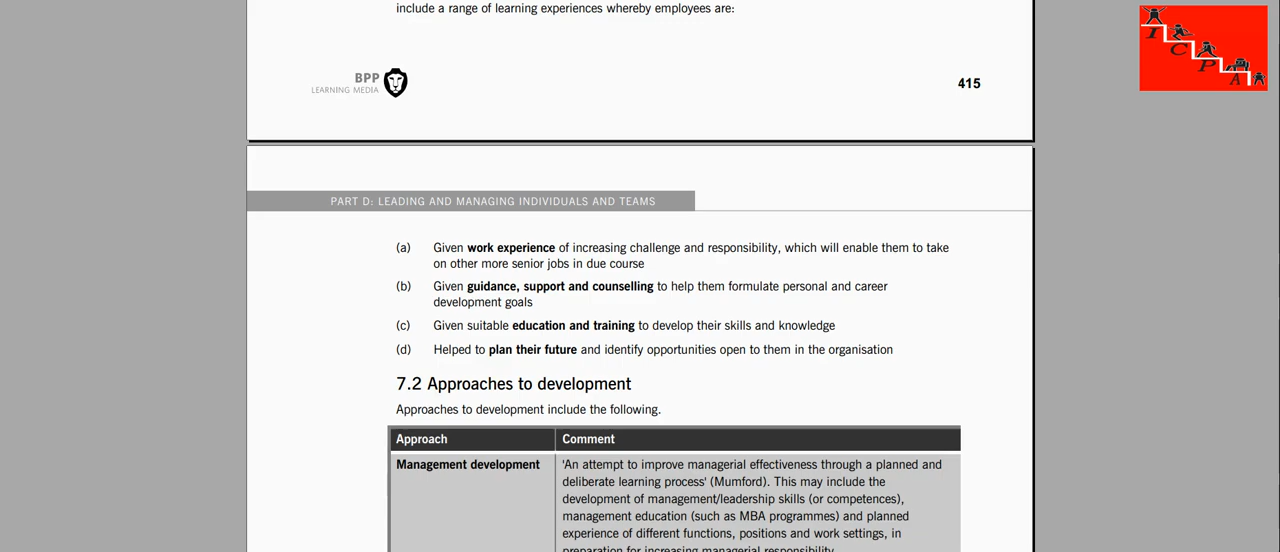 include a range of learning experiences whereby employees are:
BPP
LEARNING MEDIA
415
I
C
P
A
PART D: LEADING AND MANAGING INDIVIDUALS AND TEAMS
(a) Given work experience of increasing challenge and responsibility, which will enable them to take
on other more senior jobs in due course
(b) Given guidance, support and counselling to help them formulate personal and career
development goals
(c) Given suitable education and training to develop their skills and knowledge
(d) Helped to plan their future and identify opportunities open to them in the organisation
7.2 Approaches to development
Approaches to development include the following.
Approach Comment
Management development 'An attempt to improve managerial effectiveness through a planned and
deliberate learning process' (Mumford). This may include the
development of management/leadership skills (or competences),
management education (such as MBA programmes) and planned
experience of different functions, positions and work settings, in
preparation for increasing managerial responsibility.